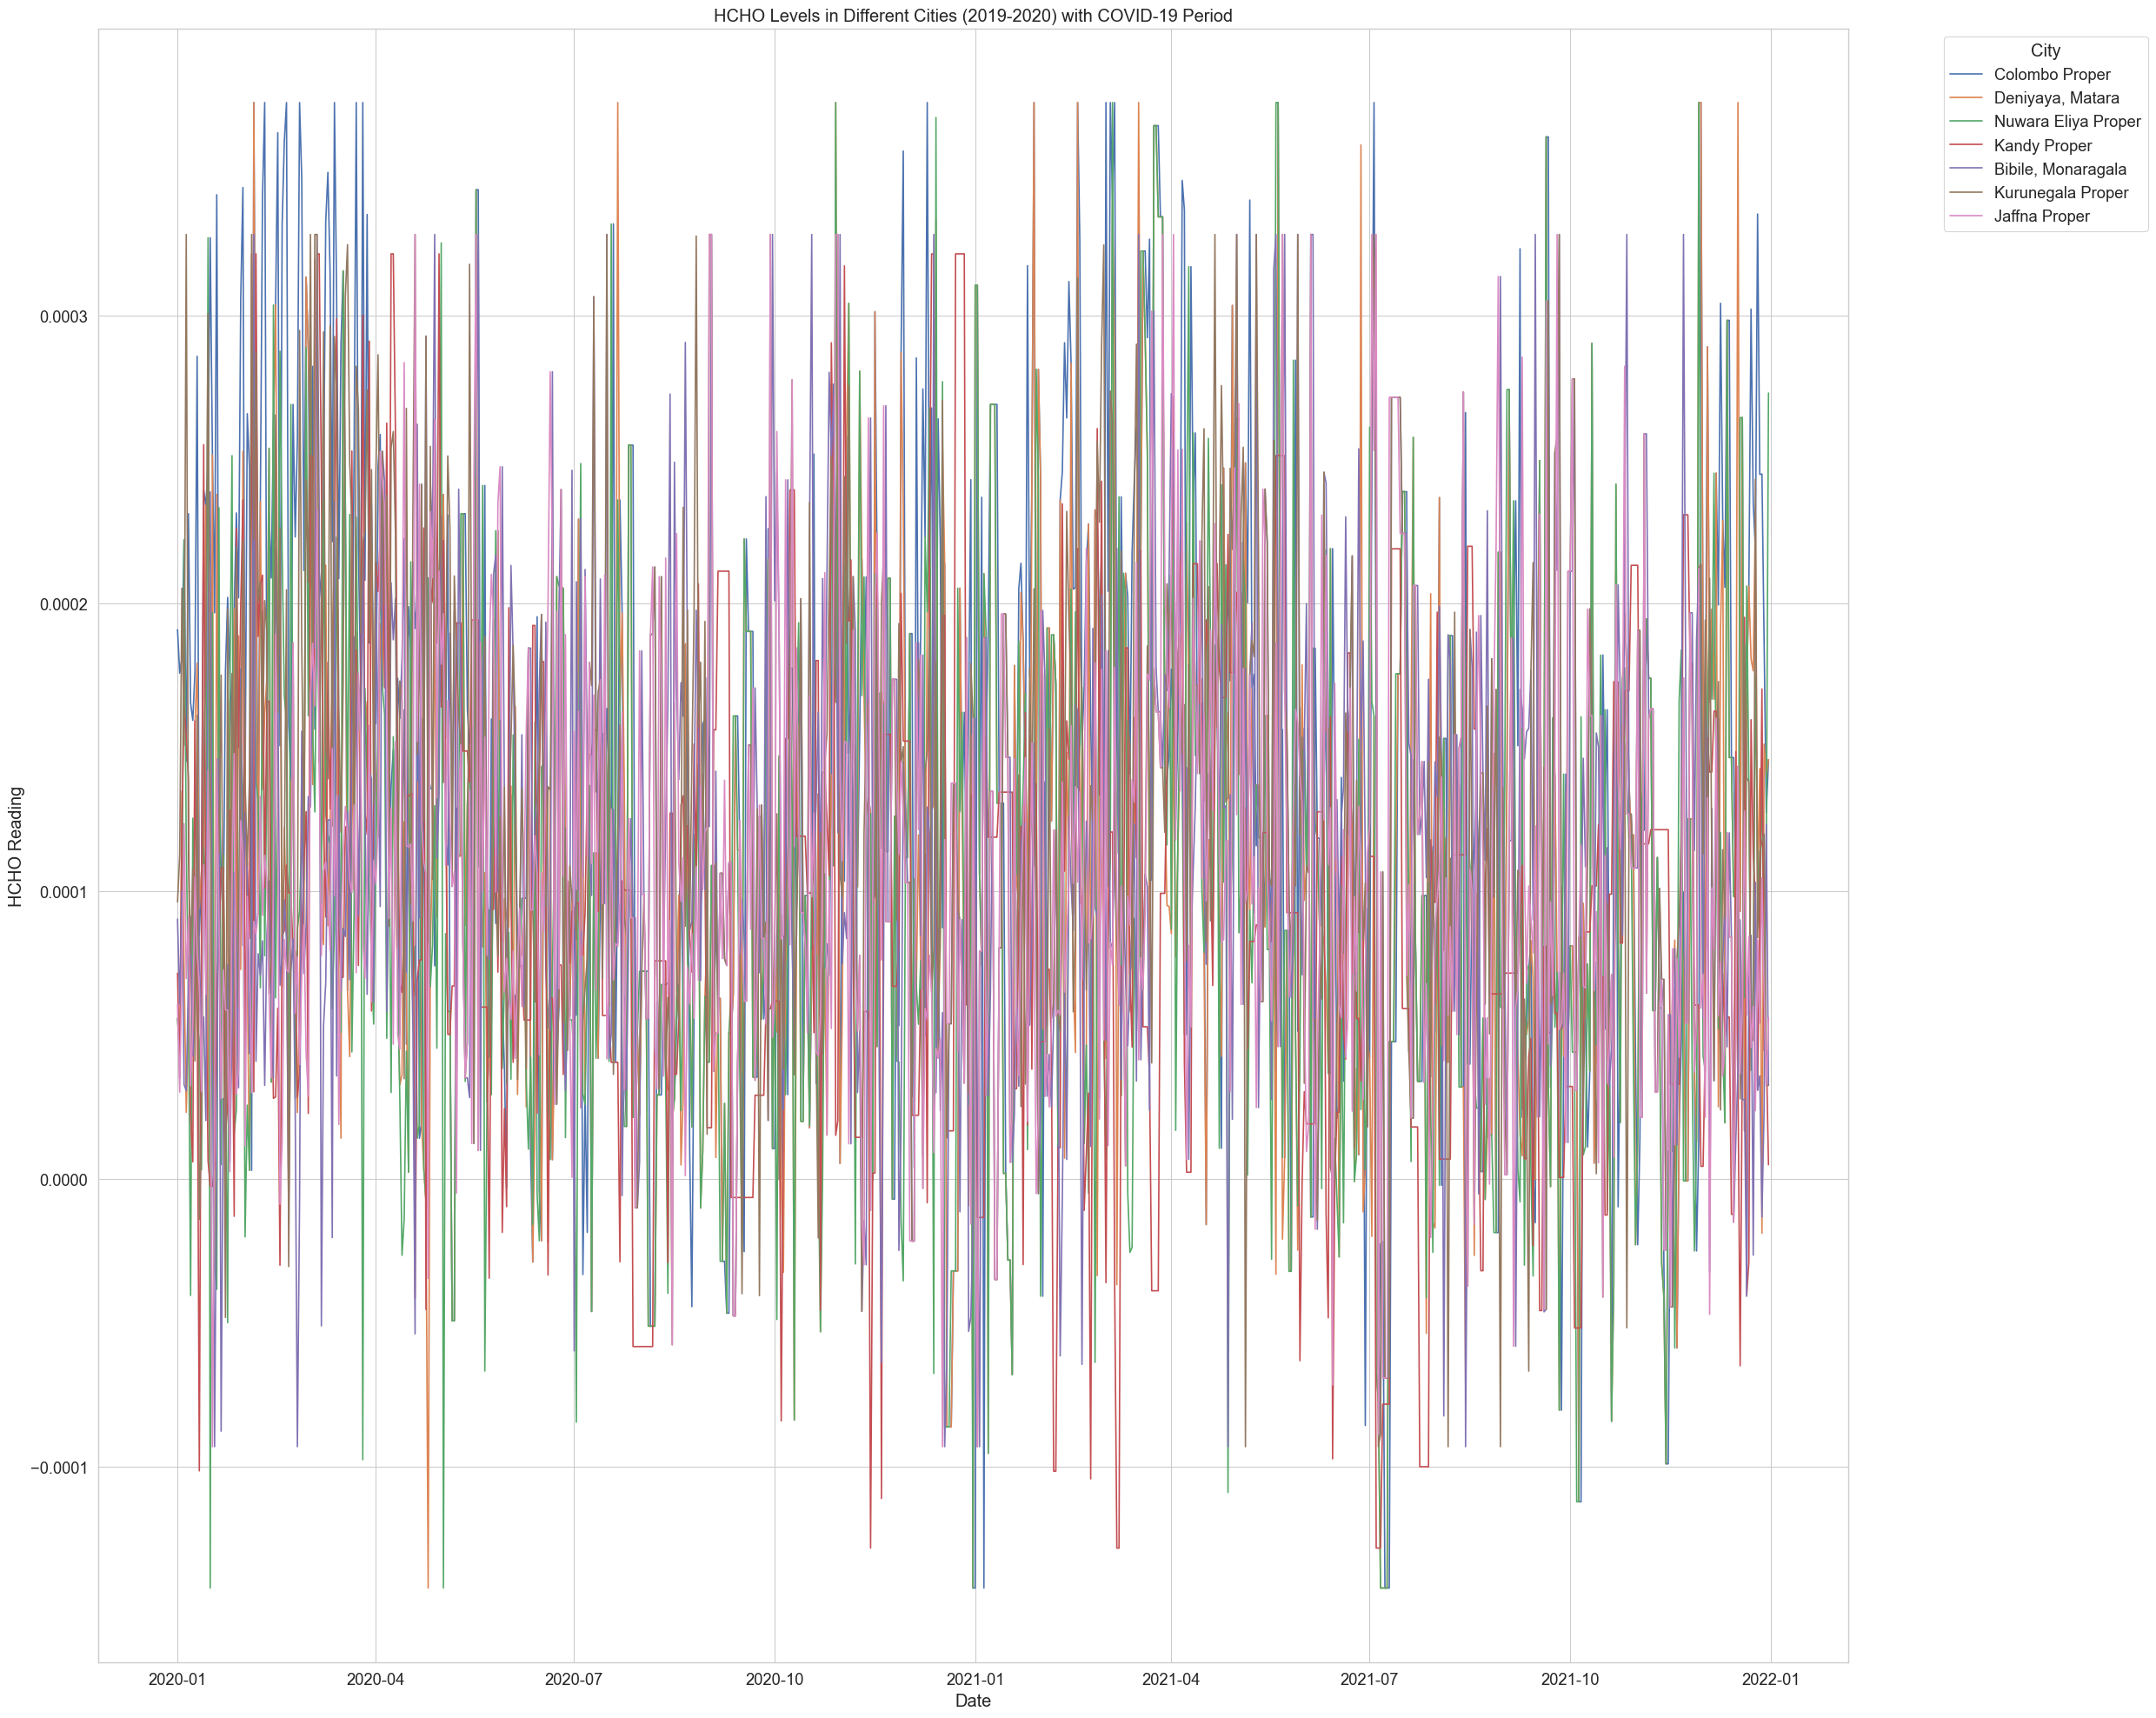 HCHO Levels in Different Cities (2019-2020) with COVID-19 Period
City
Colombo Proper
Deniyaya, Matara
Nuwara Eliya Proper
Kandy Proper
Bibile, Monaragala
Kurunegala Proper
Jaffna Proper
HCHO Reading
0.0003
0.0002
0.0001
0.0000
−0.0001
2020-01
2020-04
2020-07
2020-10
2021-01
2021-04
2021-07
2021-10
2022-01
Date